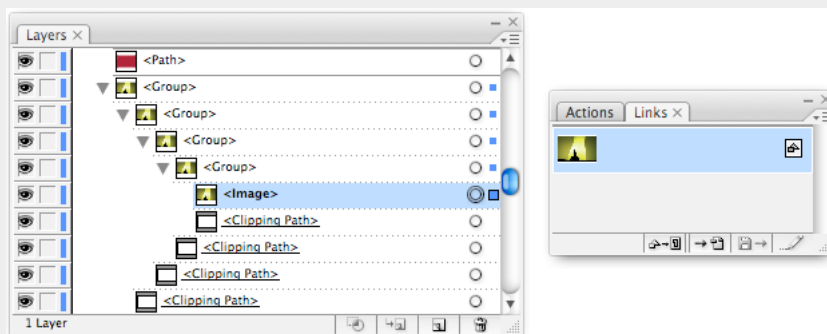 Layers ×
<Path>
<Group>
<Group>
<Group>
<Group>
<Image>
<Clipping Path>
<Clipping Path>
<Clipping Path>
<Clipping Path>
1 Layer
Actions Links ×